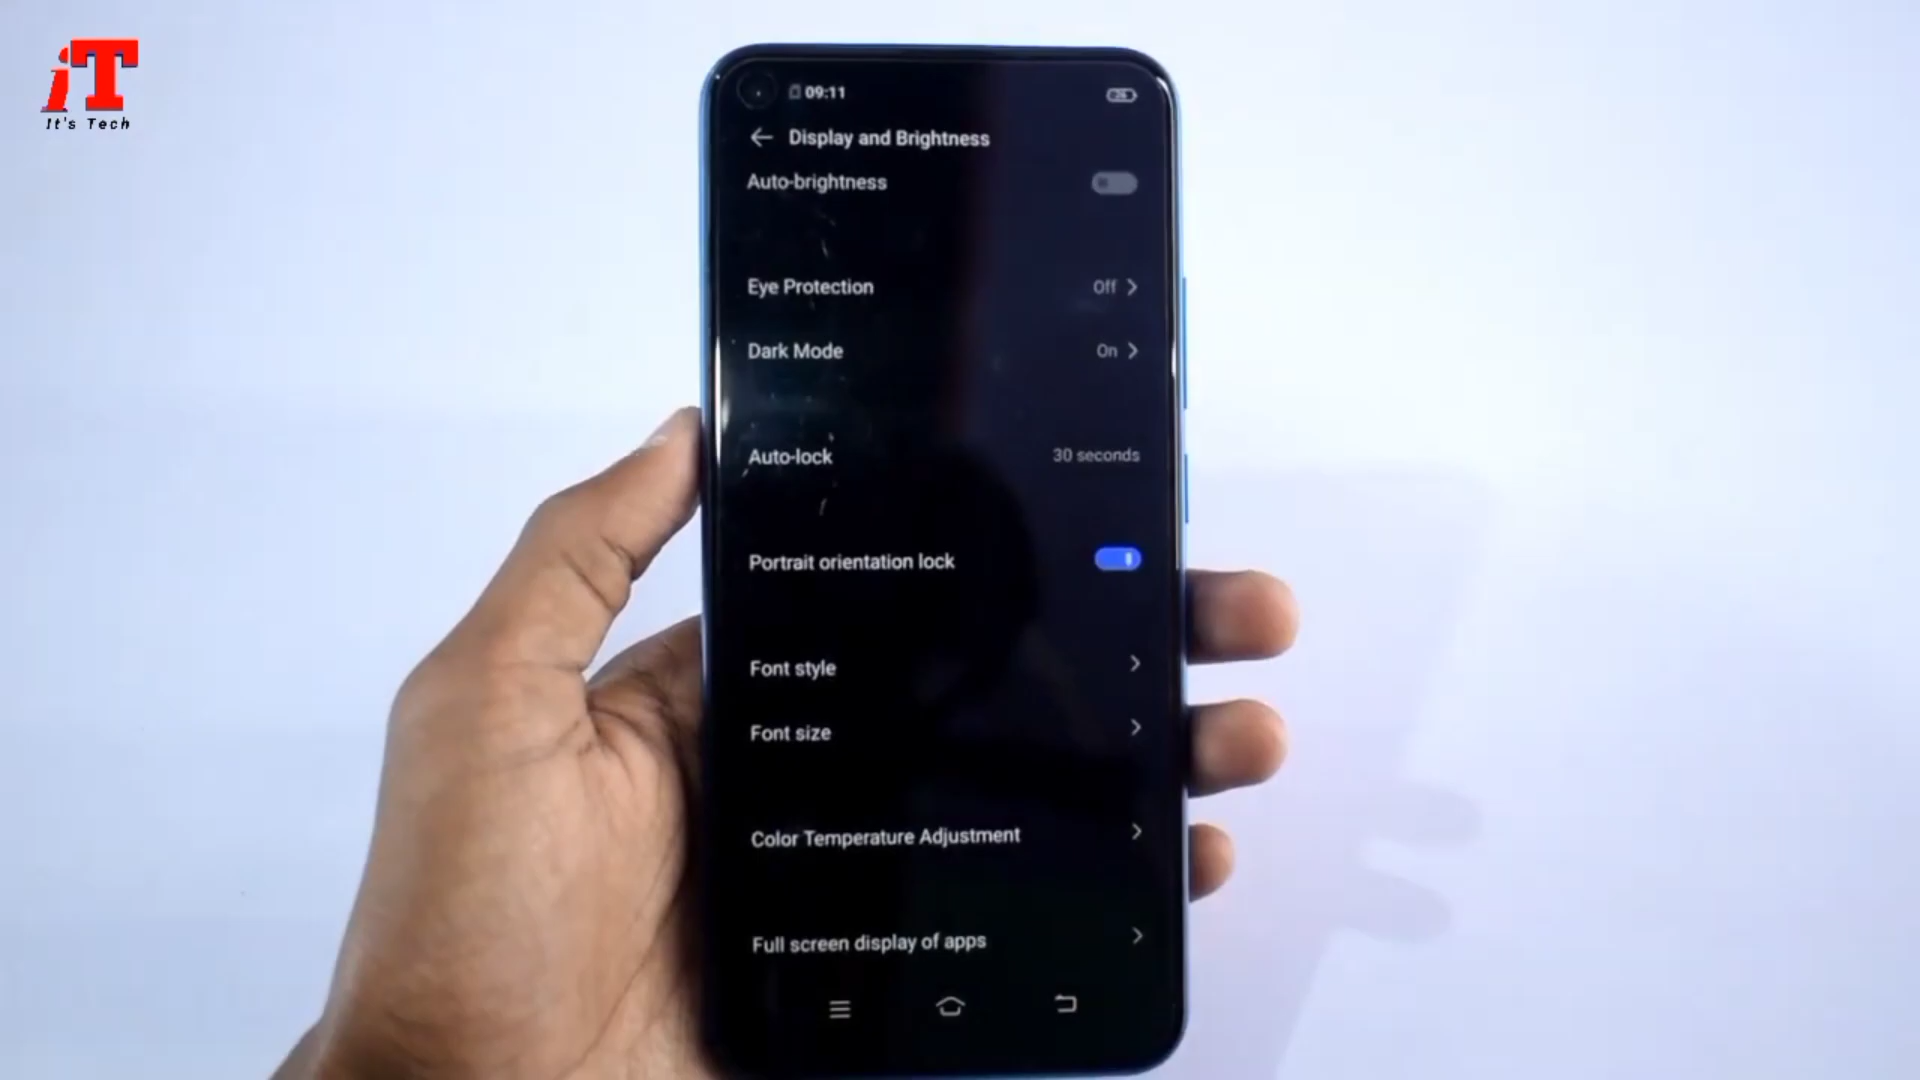 iT
It's Tech
09:11
Display and Brightness
Auto-brightness
Eye Protection Off
Dark Mode On
Auto-lock 30 seconds
Portrait orientation lock
Font style
Font size
Color Temperature Adjustment
Full screen display of apps